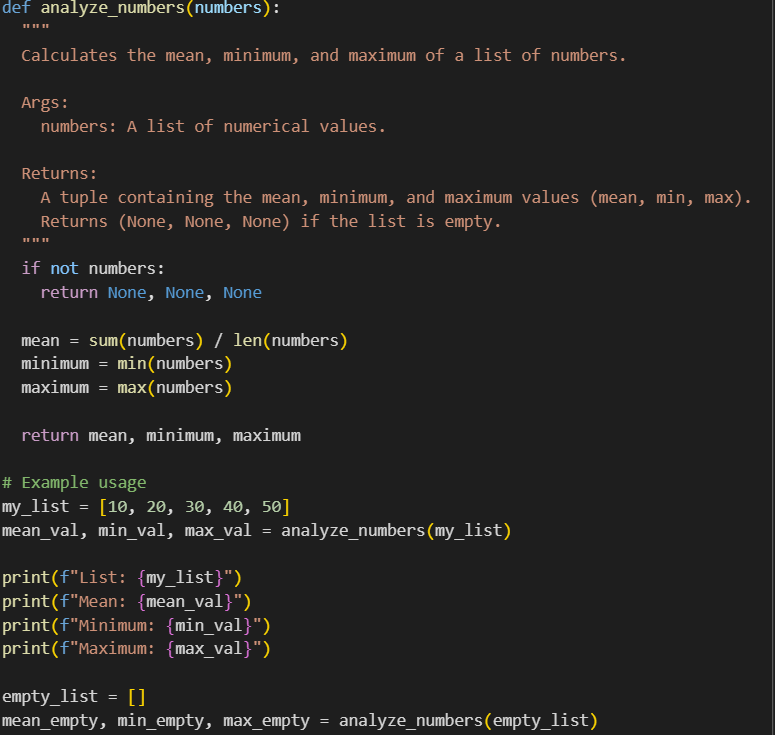 def analyze_numbers(numbers):
  """
  Calculates the mean, minimum, and maximum of a list of numbers.

  Args:
    numbers: A list of numerical values.

  Returns:
    A tuple containing the mean, minimum, and maximum values (mean, min, max).
    Returns (None, None, None) if the list is empty.
  """
  if not numbers:
    return None, None, None

  mean = sum(numbers) / len(numbers)
  minimum = min(numbers)
  maximum = max(numbers)

  return mean, minimum, maximum

# Example usage
my_list = [10, 20, 30, 40, 50]
mean_val, min_val, max_val = analyze_numbers(my_list)

print(f"List: {my_list}")
print(f"Mean: {mean_val}")
print(f"Minimum: {min_val}")
print(f"Maximum: {max_val}")

empty_list = []
mean_empty, min_empty, max_empty = analyze_numbers(empty_list)